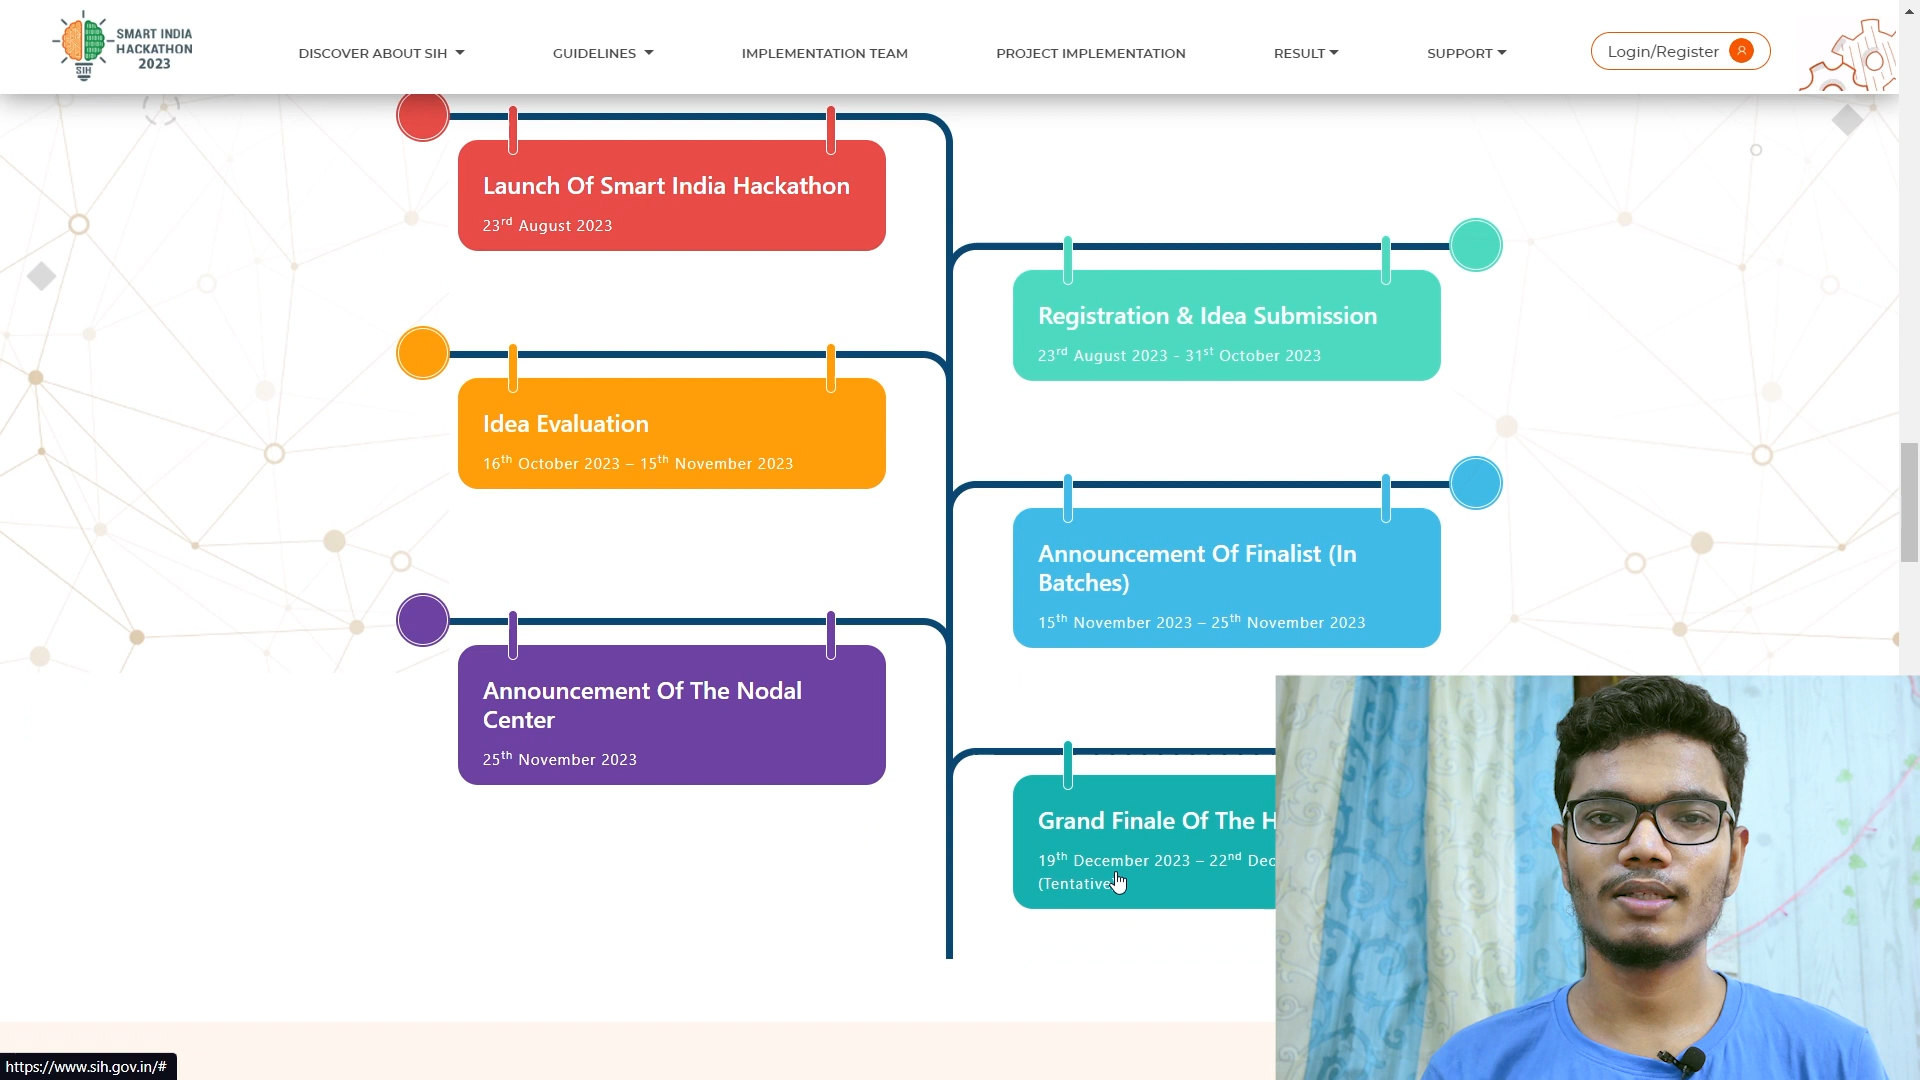 SMART INDIA
HACKATHON
2023
SIH
DISCOVER ABOUT SIH
GUIDELINES
IMPLEMENTATION TEAM
PROJECT IMPLEMENTATION
RESULT
SUPPORT
Login/Register
Launch Of Smart India Hackathon
23rd August 2023
Registration & Idea Submission
23rd August 2023 - 31st October 2023
Idea Evaluation
16th October 2023 – 15th November 2023
Announcement Of Finalist (In
Batches)
15th November 2023 – 25th November 2023
Announcement Of The Nodal
Center
25th November 2023
Grand Finale Of The H
19th December 2023 – 22nd Dec
(Tentative
https://www.sih.gov.in/#